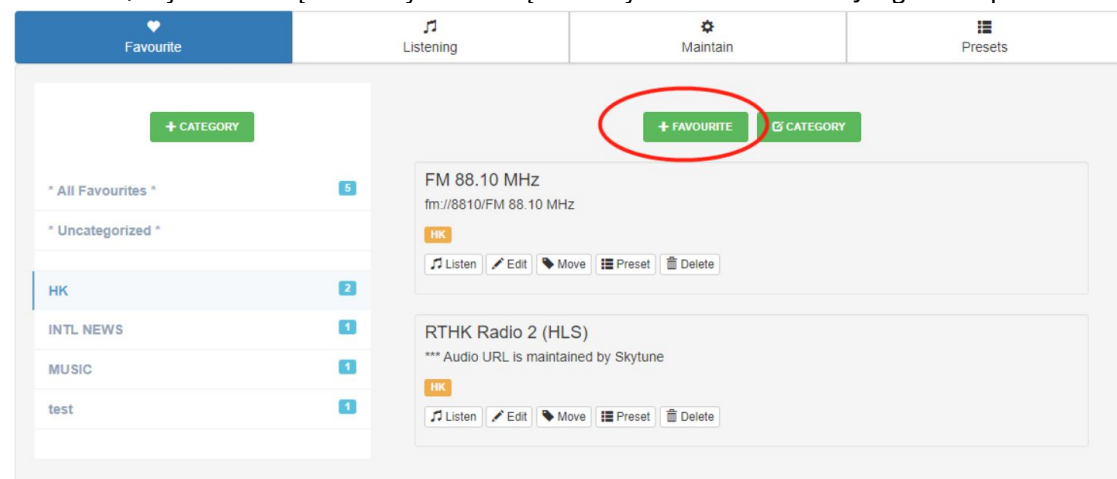 Favourite
Listening
Maintain
Presets
+ CATEGORY
+ FAVOURITE
CATEGORY
* All Favourites * 5
* Uncategorized *
HK 2
INTL NEWS 1
MUSIC 1
test 1
FM 88.10 MHz
fm://8810/FM 88.10 MHz
HK
Listen Edit Move Preset Delete
RTHK Radio 2 (HLS)
*** Audio URL is maintained by Skytune
HK
Listen Edit Move Preset Delete